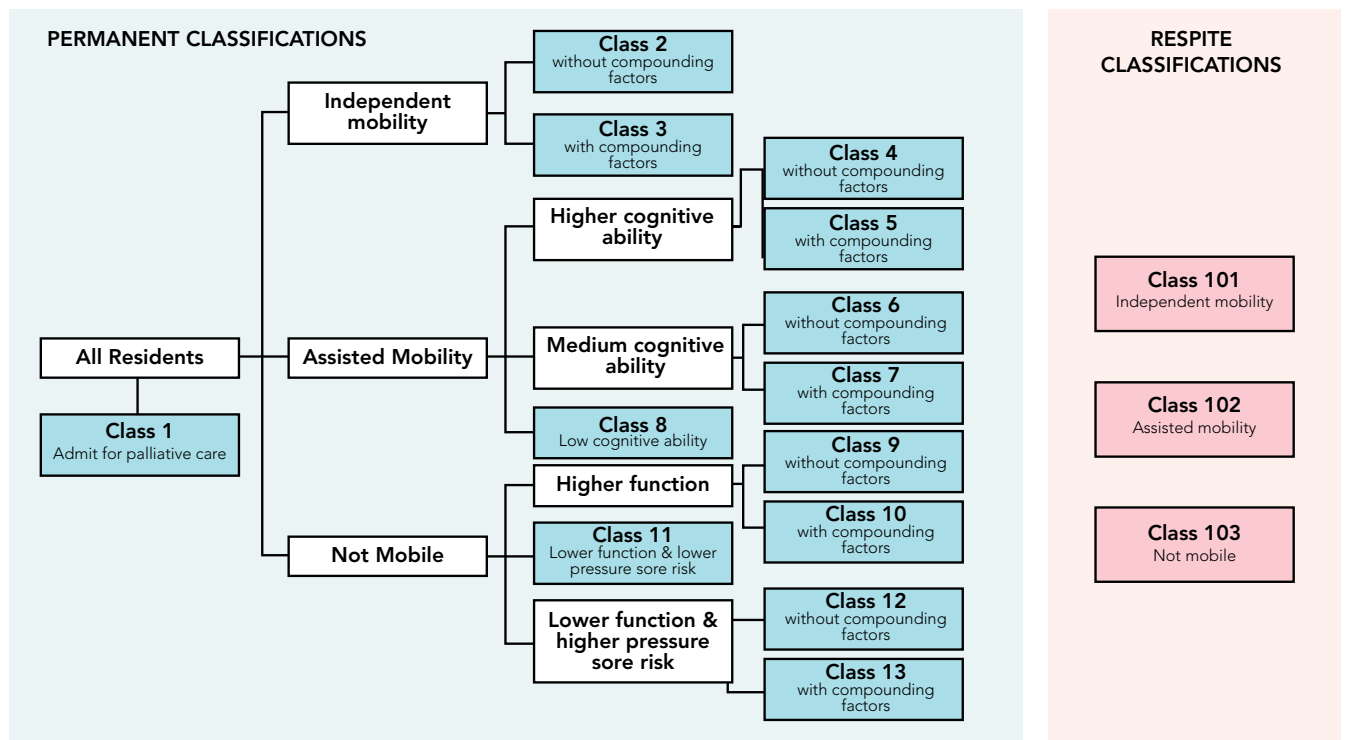 PERMANENT CLASSIFICATIONS
Class 2
without compounding
factors
Independent
mobility
Class 3
with compounding
factors
Class 4
without compounding
factors
Higher cognitive
ability
Class 5
with compounding
factors
Class 6
without compounding
factors
All Residents
Assisted Mobility
Medium cognitive
ability
Class 7
with compounding
factors
Class 1
Admit for palliative care
Class 8
Low cognitive ability
Class 9
without compounding
factors
Higher function
Class 10
with compounding
factors
Not Mobile
Class 11
Lower function & lower
pressure sore risk
Class 12
without compounding
factors
Lower function &
higher pressure
sore risk
Class 13
with compounding
factors
RESPITE
CLASSIFICATIONS
Class 101
Independent mobility
Class 102
Assisted mobility
Class 103
Not mobile